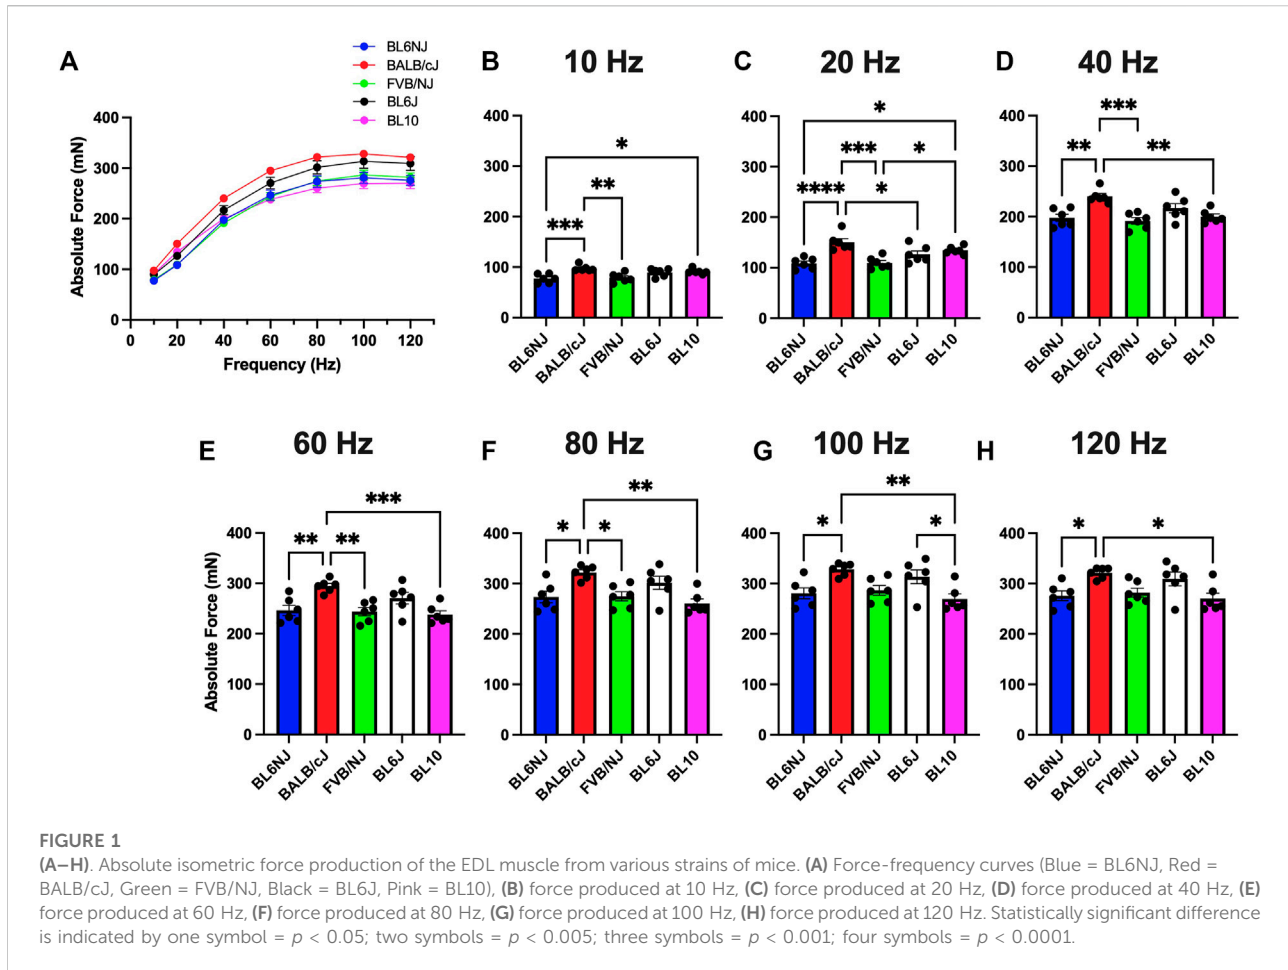 A
BL6NJ
BALB/cJ
FVB/NJ
BL6J
BL10
Absolute Force (mN)
400
300
200
100
0
0 20 40 60 80 100 120
Frequency (Hz)
B 10 Hz
*
**
***
400
300
200
100
0
BL6NJ BALB/cJ FVB/NJ BL6J BL10
C 20 Hz
*
*** *
**** *
400
300
200
100
0
BL6NJ BALB/cJ FVB/NJ BL6J BL10
D 40 Hz
***
** **
400
300
200
100
0
BL6NJ BALB/cJ FVB/NJ BL6J BL10
E 60 Hz
***
** **
Absolute Force (mN)
400
300
200
100
0
BL6NJ BALB/cJ FVB/NJ BL6J BL10
F 80 Hz
**
* *
400
300
200
100
0
BL6NJ BALB/cJ FVB/NJ BL6J BL10
G 100 Hz
**
* *
400
300
200
100
0
BL6NJ BALB/cJ FVB/NJ BL6J BL10
H 120 Hz
* *
400
300
200
100
0
BL6NJ BALB/cJ FVB/NJ BL6J BL10
FIGURE 1
(A–H). Absolute isometric force production of the EDL muscle from various strains of mice. (A) Force-frequency curves (Blue = BL6NJ, Red =
BALB/cJ, Green = FVB/NJ, Black = BL6J, Pink = BL10), (B) force produced at 10 Hz, (C) force produced at 20 Hz, (D) force produced at 40 Hz, (E)
force produced at 60 Hz, (F) force produced at 80 Hz, (G) force produced at 100 Hz, (H) force produced at 120 Hz. Statistically significant difference
is indicated by one symbol = p < 0.05; two symbols = p < 0.005; three symbols = p < 0.001; four symbols = p < 0.0001.